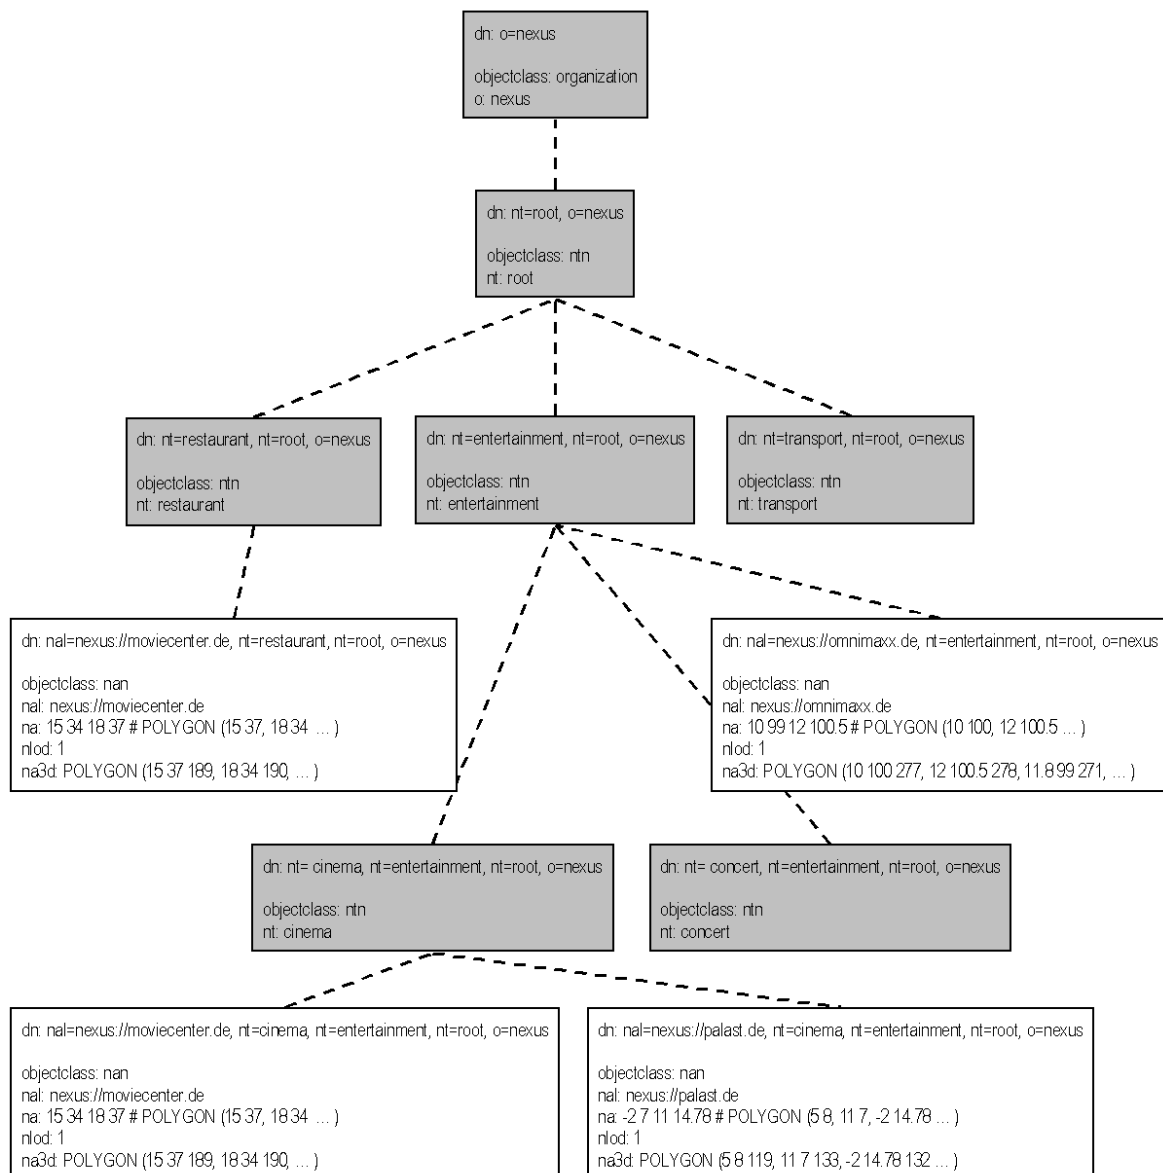 dn: o=nexus
objectclass: organization
o: nexus
dn: nt=root, o=nexus
objectclass: ntn
nt: root
dn: nt=restaurant, nt=root, o=nexus
objectclass: ntn
nt: restaurant
dn: nt=entertainment, nt=root, o=nexus
objectclass: ntn
nt: entertainment
dn: nt=transport, nt=root, o=nexus
objectclass: ntn
nt: transport
dn: nal=nexus://moviecenter.de, nt=restaurant, nt=root, o=nexus
objectclass: nan
nal: nexus://moviecenter.de
na: 15 34 18 37 # POLYGON (15 37, 18 34 ... )
nlod: 1
na3d: POLYGON (15 37 189, 18 34 190, ... )
dn: nal=nexus://omnimaxx.de, nt=entertainment, nt=root, o=nexus
objectclass: nan
nal: nexus://omnimaxx.de
na: 10 99 12 100.5 # POLYGON (10 100, 12 100.5 ... )
nlod: 1
na3d: POLYGON (10 100 277, 12 100.5 278, 11.8 99 271, ... )
dn: nt= cinema, nt=entertainment, nt=root, o=nexus
objectclass: ntn
nt: cinema
dn: nt= concert, nt=entertainment, nt=root, o=nexus
objectclass: ntn
nt: concert
dn: nal=nexus://moviecenter.de, nt=cinema, nt=entertainment, nt=root, o=nexus
objectclass: nan
nal: nexus://moviecenter.de
na: 15 34 18 37 # POLYGON (15 37, 18 34 ... )
nlod: 1
na3d: POLYGON (15 37 189, 18 34 190, ... )
dn: nal=nexus://palast.de, nt=cinema, nt=entertainment, nt=root, o=nexus
objectclass: nan
nal: nexus://palast.de
na: -2 7 11 14.78 # POLYGON (5 8, 11 7, -2 14.78 ... )
nlod: 1
na3d: POLYGON (5 8 119, 11 7 133, -2 14.78 132 ... )